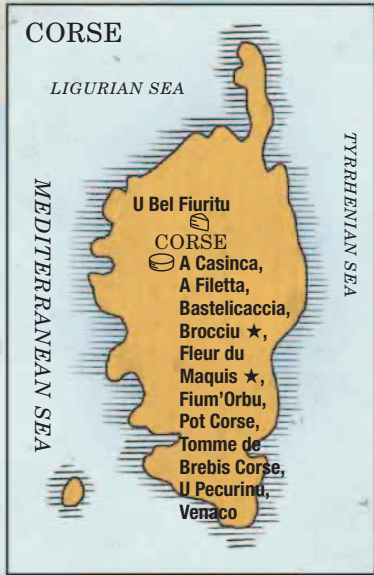 CORSE
LIGURIAN SEA
TYRRHENIAN SEA
MEDITERRANEAN SEA
U Bel Fiuritu
CORSE
A Casinca,
A Filetta,
Bastelicaccia,
Brocciu ★,
Fleur du
Maquis ★,
Fium'Orbu,
Pot Corse,
Tomme de
Brebis Corse,
U Pecurinu,
Venaco